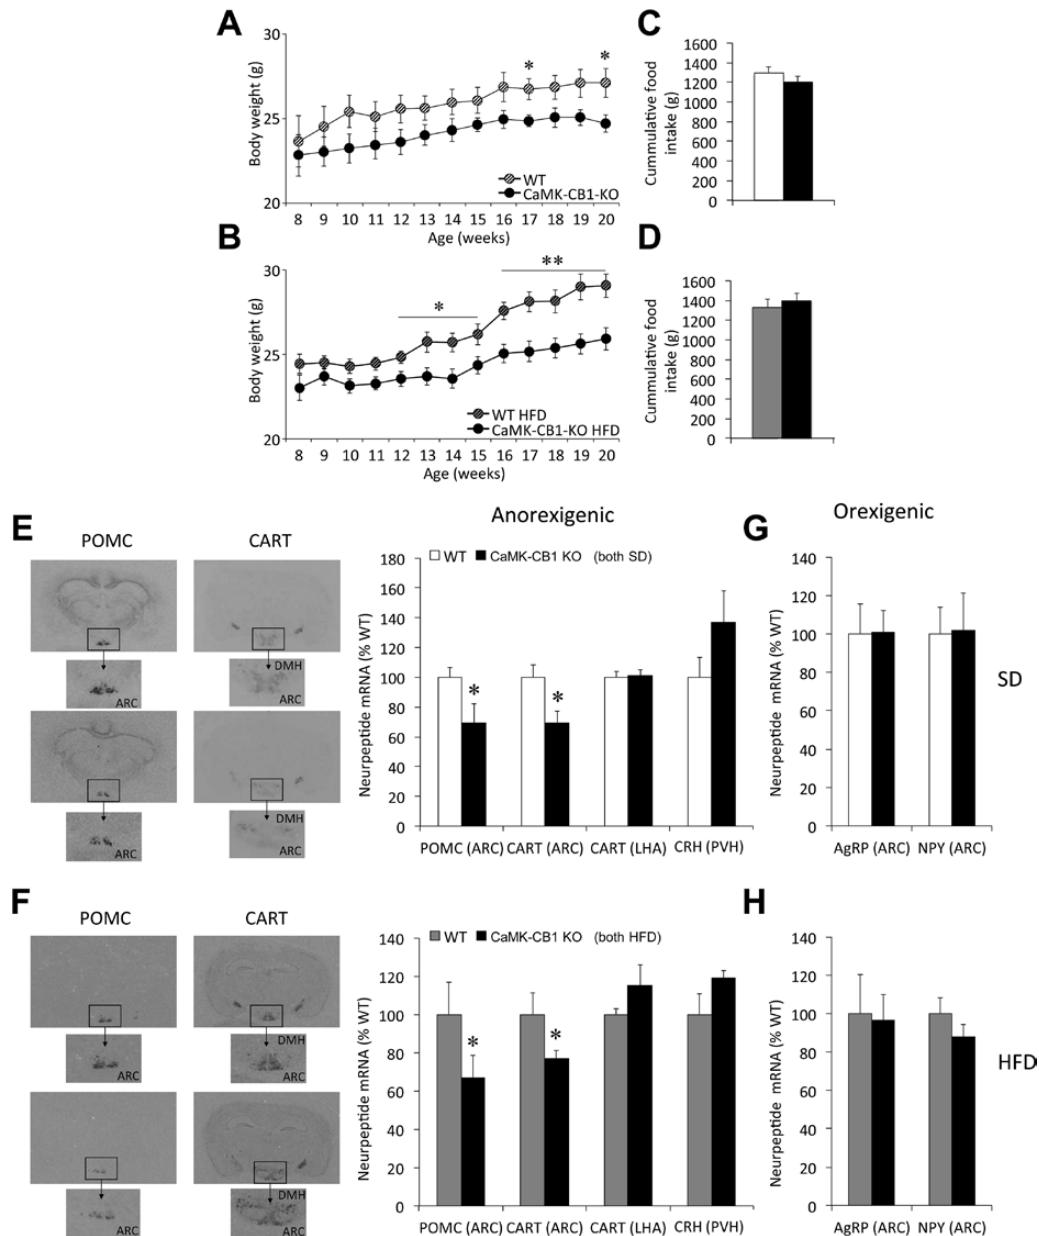 A
30
25
20
Body weight (g)
*
*
WT
CaMK-CB1-KO
8 9 10 11 12 13 14 15 16 17 18 19 20
Age (weeks)
C
1600
1400
1200
1000
800
600
400
200
0
Cummulative food
intake (g)
B
30
25
20
Body weight (g)
*
**
WT HFD
CaMK-CB1-KO HFD
8 9 10 11 12 13 14 15 16 17 18 19 20
Age (weeks)
D
1600
1400
1200
1000
800
600
400
200
0
Cummulative food
intake (g)
E
POMC
CART
ARC
DMH
ARC
ARC
DMH
ARC
Anorexigenic
180
160
140
120
100
80
60
40
20
0
Neurpeptide mRNA (% WT)
WT CaMK-CB1 KO (both SD)
*
*
POMC (ARC) CART (ARC) CART (LHA) CRH (PVH)
G
Orexigenic
140
120
100
80
60
40
20
0
Neurpeptide mRNA (% WT)
AgRP (ARC) NPY (ARC)
SD
F
POMC
CART
ARC
DMH
ARC
ARC
DMH
ARC
140
120
100
80
60
40
20
0
Neurpeptide mRNA (% WT)
WT CaMK-CB1 KO (both HFD)
*
*
POMC (ARC) CART (ARC) CART (LHA) CRH (PVH)
H
140
120
100
80
60
40
20
0
Neurpeptide mRNA (% WT)
AgRP (ARC) NPY (ARC)
HFD